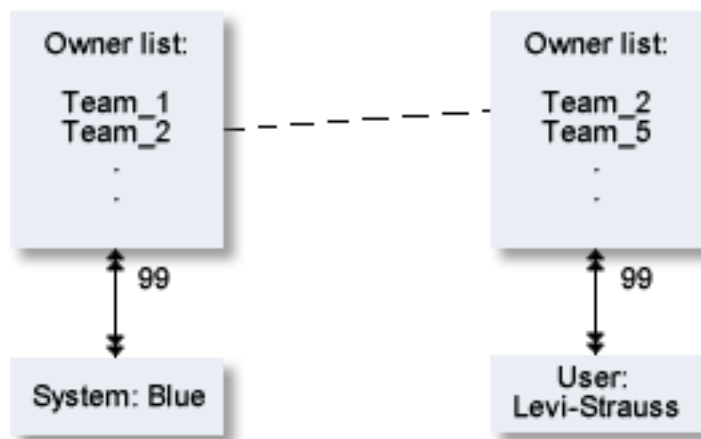 Owner list:
Team_1
Team_2
.
.
99
System: Blue
Owner list:
Team_2
Team_5
.
.
99
User:
Levi-Strauss